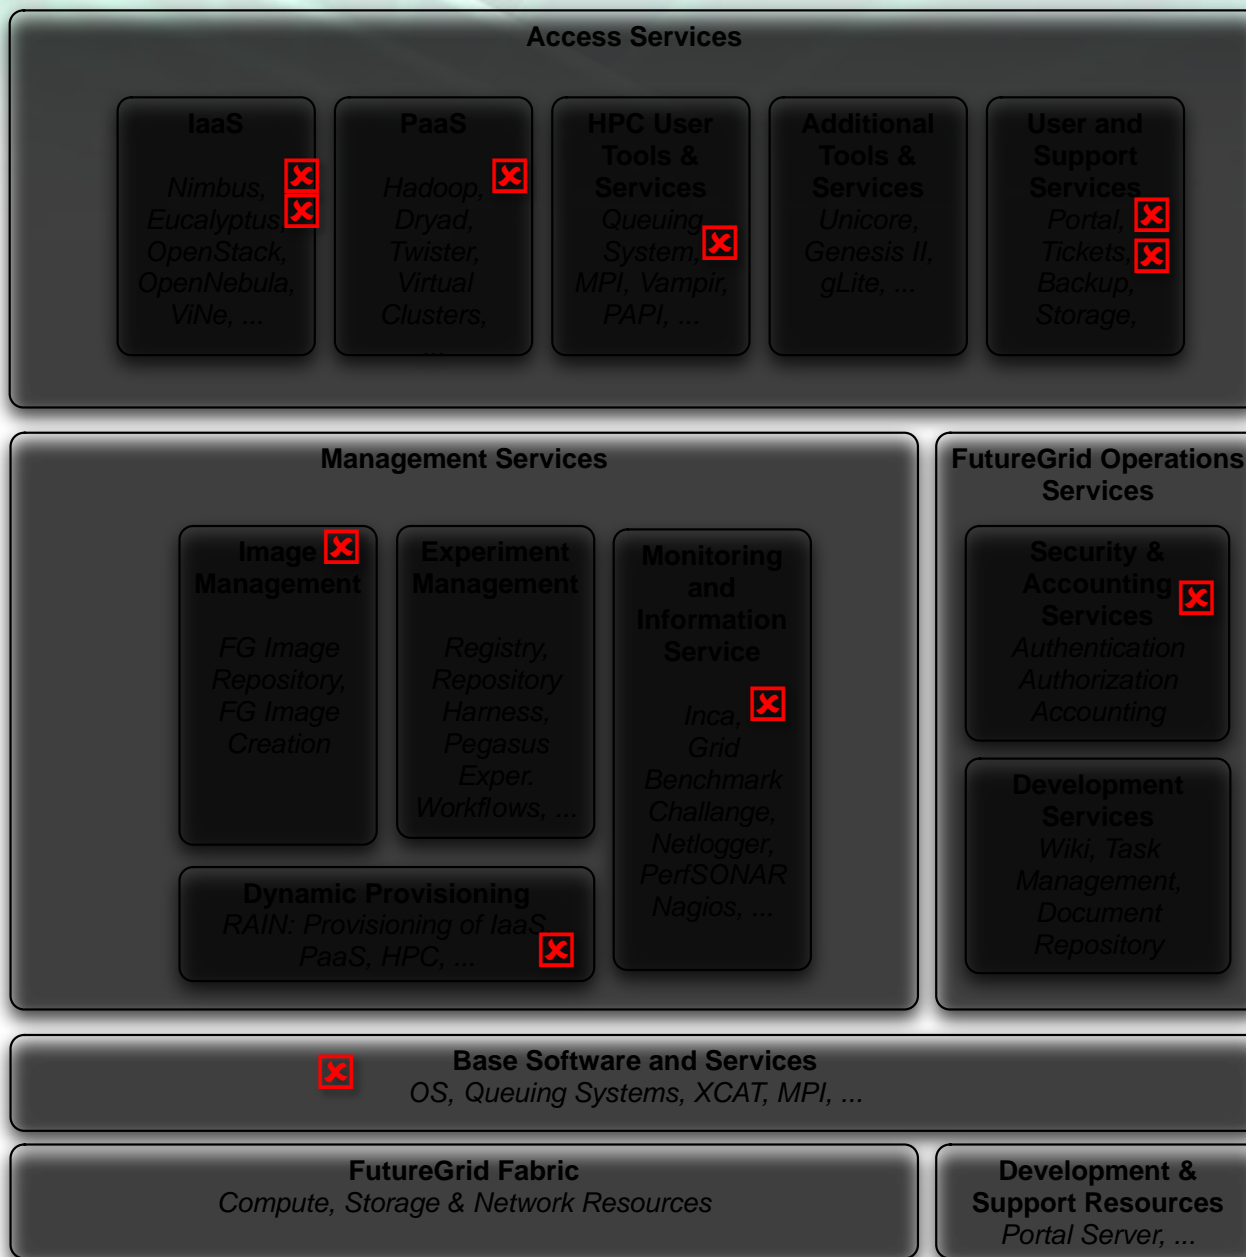 Access Services
IaaS
Nimbus,
Eucalyptus,
OpenStack,
OpenNebula,
ViNe, ...
PaaS
Hadoop,
Dryad,
Twister,
Virtual
Clusters,
...
HPC User
Tools &
Services
Queuing
System,
MPI, Vampir,
PAPI, ...
Additional
Tools &
Services
Unicore,
Genesis II,
gLite, ...
User and
Support
Services
Portal,
Tickets,
Backup,
Storage,
Management Services
Image
Management
FG Image
Repository,
FG Image
Creation
Experiment
Management
Registry,
Repository
Harness,
Pegasus
Exper.
Workflows, ...
Monitoring
and
Information
Service
Inca,
Grid
Benchmark
Challange,
Netlogger,
PerfSONAR
Nagios, ...
Dynamic Provisioning
RAIN: Provisioning of IaaS,
PaaS, HPC, ...
FutureGrid Operations
Services
Security &
Accounting
Services
Authentication
Authorization
Accounting
Development
Services
Wiki, Task
Management,
Document
Repository
Base Software and Services
OS, Queuing Systems, XCAT, MPI, ...
FutureGrid Fabric
Compute, Storage & Network Resources
Development &
Support Resources
Portal Server, ...